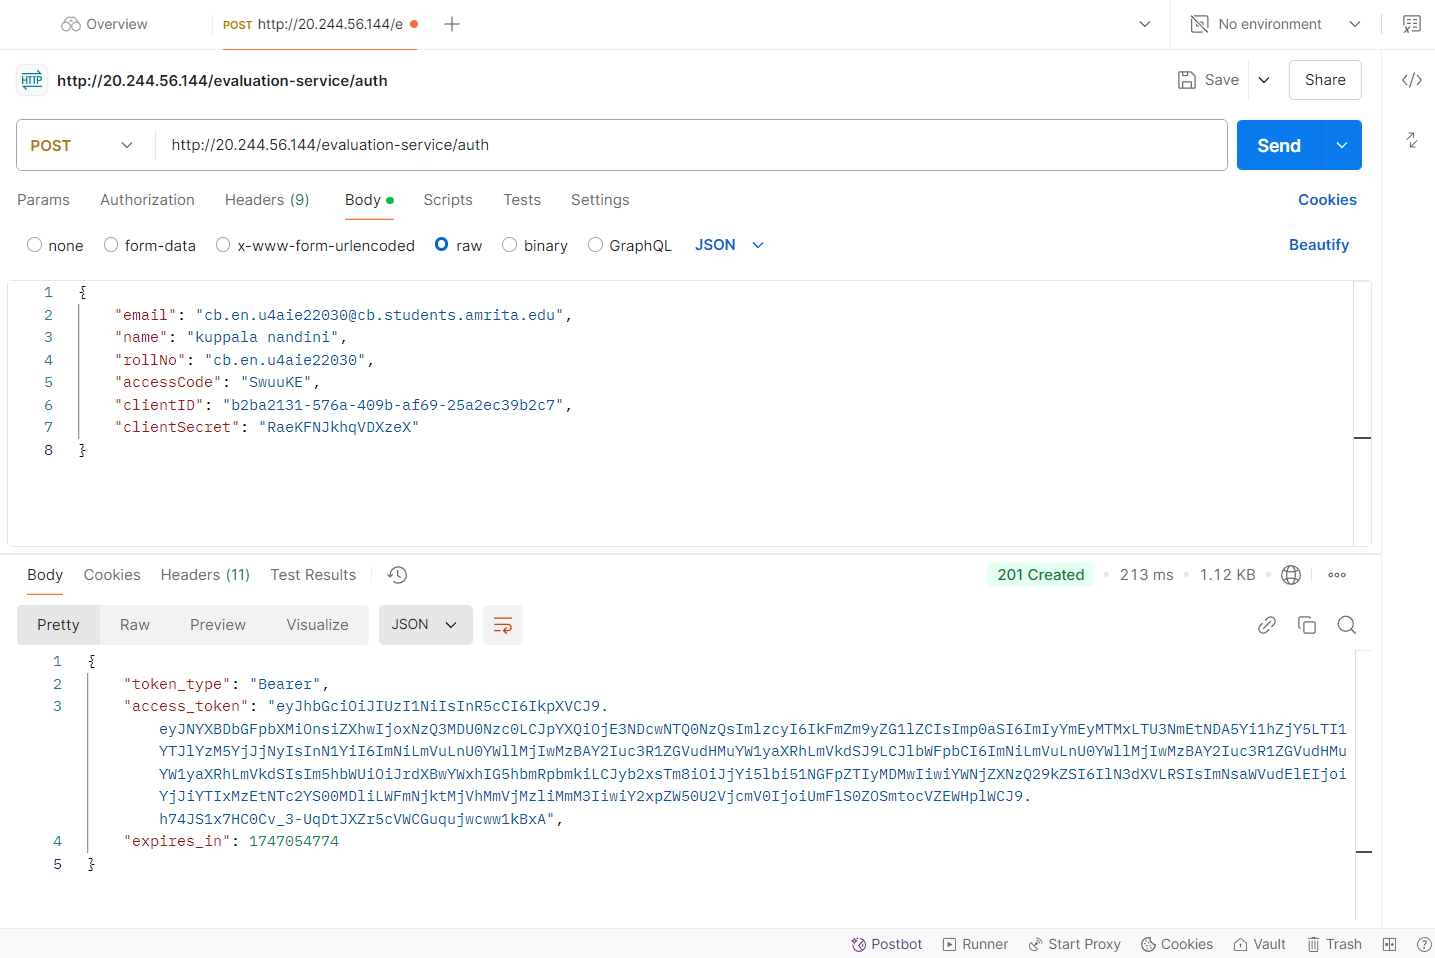 Overview
POST http://20.244.56.144/e
No environment
HTTP http://20.244.56.144/evaluation-service/auth
Save
Share
POST
http://20.244.56.144/evaluation-service/auth
Send
Params
Authorization
Headers (9)
Body
Scripts
Tests
Settings
Cookies
none
form-data
x-www-form-urlencoded
raw
binary
GraphQL
JSON
Beautify
1 {
2 "email": "cb.en.u4aie22030@cb.students.amrita.edu",
3 "name": "kuppala nandini",
4 "rollNo": "cb.en.u4aie22030",
5 "accessCode": "SwuuKE",
6 "clientID": "b2ba2131-576a-409b-af69-25a2ec39b2c7",
7 "clientSecret": "RaeKFNJkhqVDXzeX"
8 }
Body
Cookies
Headers (11)
Test Results
201 Created
213 ms
1.12 KB
Pretty
Raw
Preview
Visualize
JSON
1 {
2 "token_type": "Bearer",
3 "access_token": "eyJhbGciOiJIUzI1NiIsInR5cCI6IkpXVCJ9.
eyJNYXBDbGFpbXMiOnsiZXhwIjoxNzQ3MDU0Nzc0LCJpYXQiOjE3NDcwNTQ0NzQsImlzcyI6IkFmZm9yZG1lZCIsImp0aSI6ImIyYmEyMTMxLTU3NmEtNDA5Yi1hZjY5LTI1
YTJlYzM5YjJjNyIsInN1YiI6ImNiLmVuLnU0YWllMjIwMzBAY2Iuc3R1ZGVudHMuYW1yaXRhLmVkdSJ9LCJlbWFpbCI6ImNiLmVuLnU0YWllMjIwMzBAY2Iuc3R1ZGVudHMu
YW1yaXRhLmVkdSIsIm5hbWUiOiJrdXBwYWxhIG5hbmRpbmkiLCJyb2xsTm8iOiJjYi5lbi51NGFpZTIyMDMwIiwiYWNjZXNzQ29kZSI6IlN3dXVLRSIsImNsaWVudElEIjoi
YjJiYTIxMzEtNTc2YS00MDliLWFmNjktMjVhMmVjMzliMmM3IiwiY2xpZW50U2VjcmV0IjoiUmFlS0ZOSmtocVZEWHplWCJ9.
h74JS1x7HC0Cv_3-UqDtJXZr5cVWCGuqujwcww1kBxA",
4 "expires_in": 1747054774
5 }
Postbot
Runner
Start Proxy
Cookies
Vault
Trash